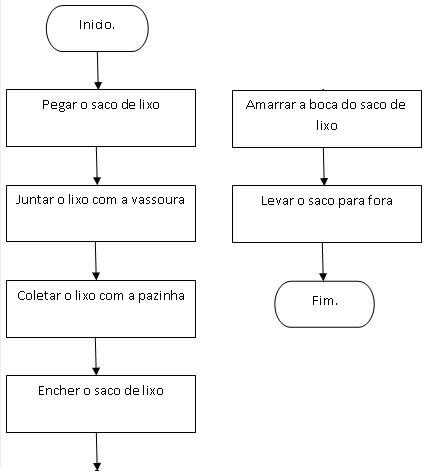 Inicio.
Pegar o saco de lixo
Juntar o lixo com a vassoura
Coletar o lixo com a pazinha
Encher o saco de lixo
Amarrar a boca do saco de
lixo
Levar o saco para fora
Fim.